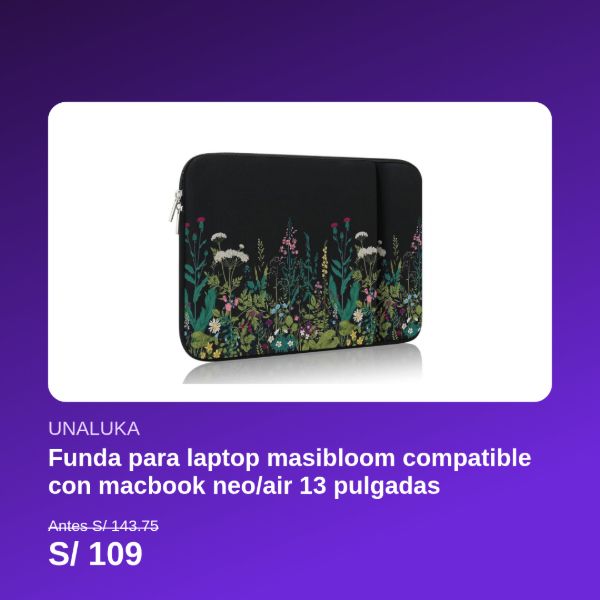 UNALUKA
Funda para laptop masibloom compatible
con macbook neo/air 13 pulgadas
Antes S/ 143.75
S/ 109